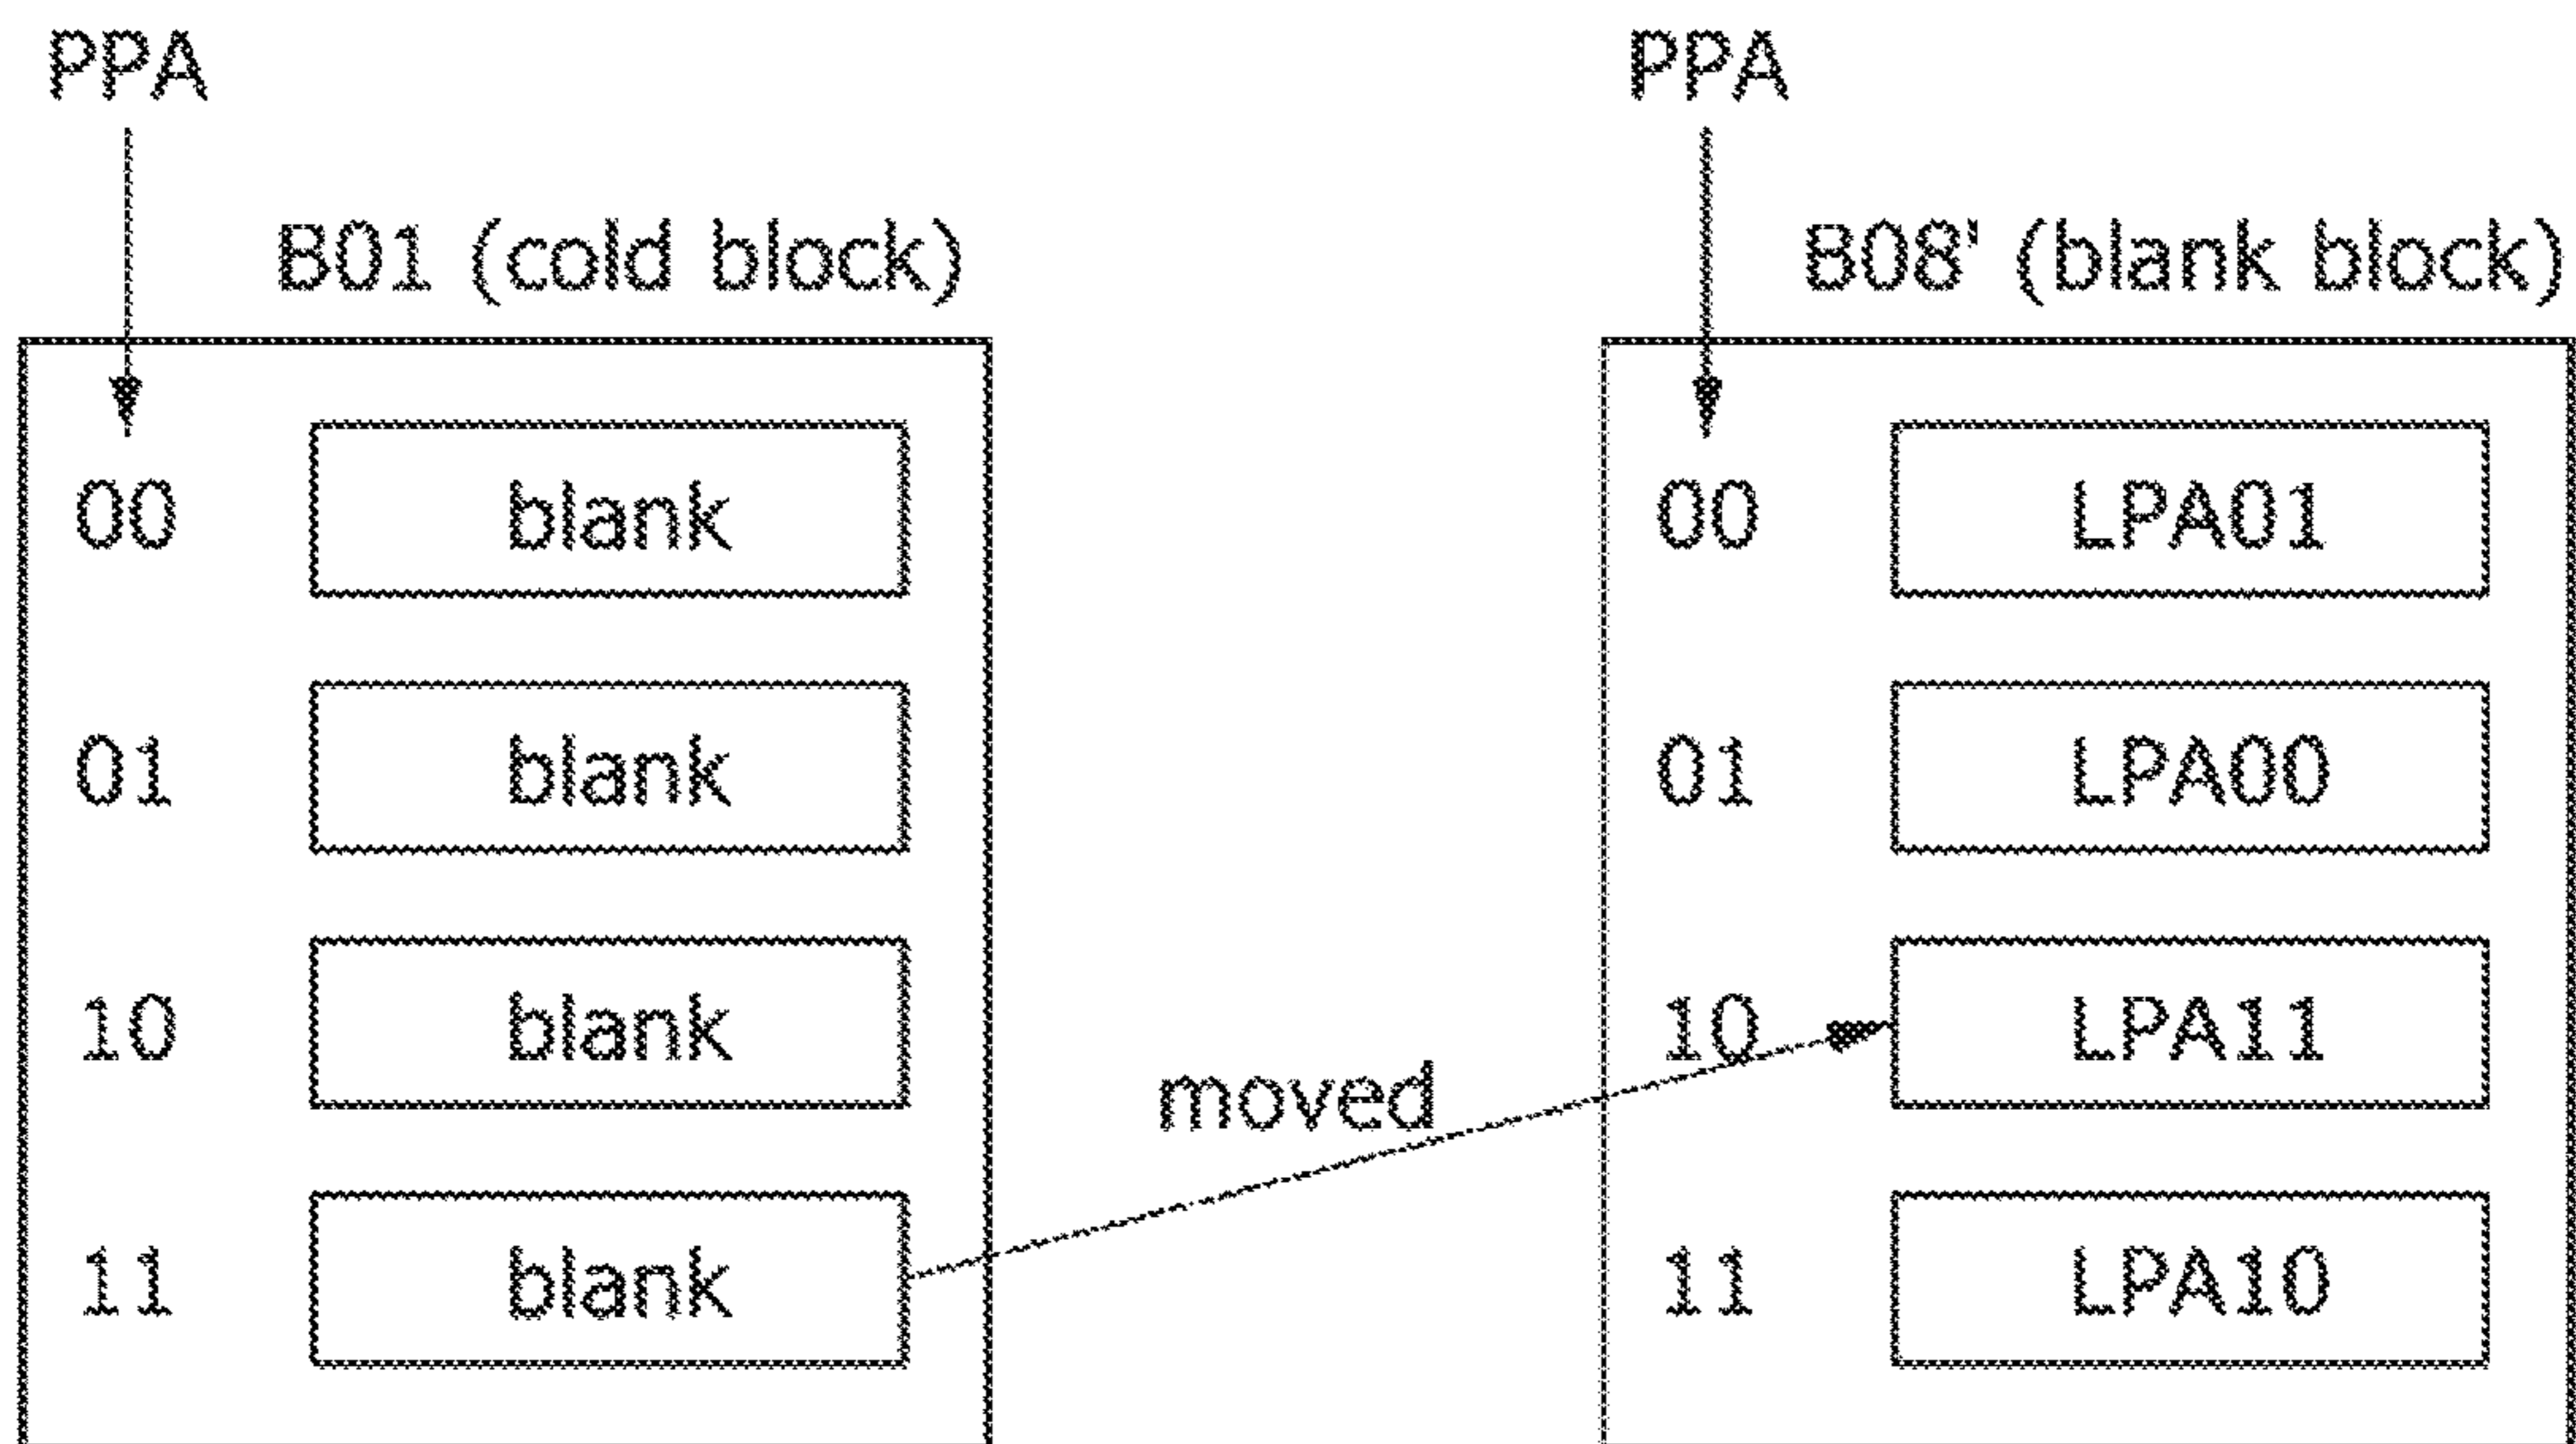 PPA
B01 (cold block)
00 blank
01 blank
10 blank
11 blank
moved
PPA
B08' (blank block)
00 LPA01
01 LPA00
10 LPA11
11 LPA10